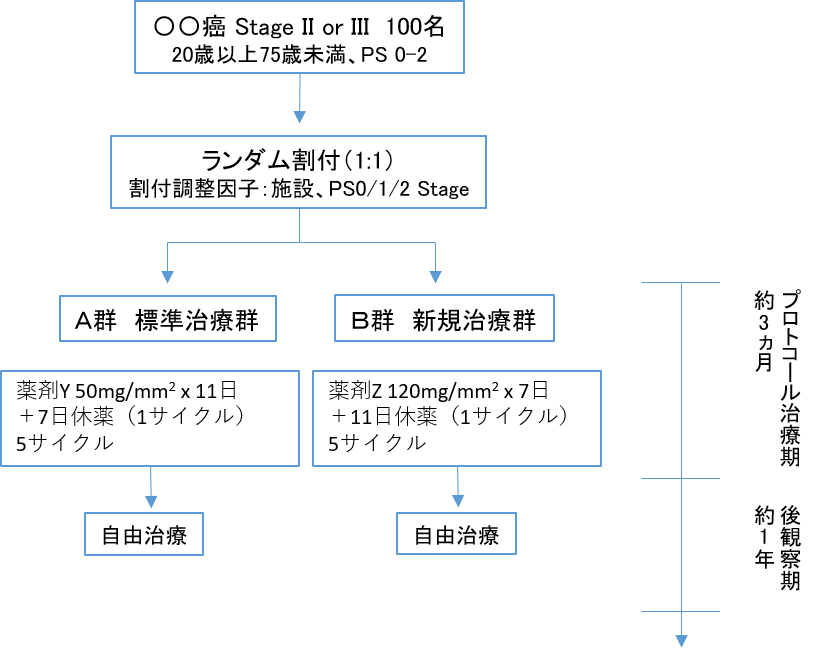 〇〇癌 Stage Ⅱ or Ⅲ 100名
20歳以上75歳未満、PS 0-2
ランダム割付（1:1）
割付調整因子：施設、PS0/1/2 Stage
A群　標準治療群
B群　新規治療群
薬剤Y 50mg/mm² x 11日
＋7日休薬（1サイクル）
5サイクル
薬剤Z 120mg/mm² x 7日
＋11日休薬（1サイクル）
5サイクル
自由治療
自由治療
プロトコール治療期
約3ヵ月
後観察期
約1年